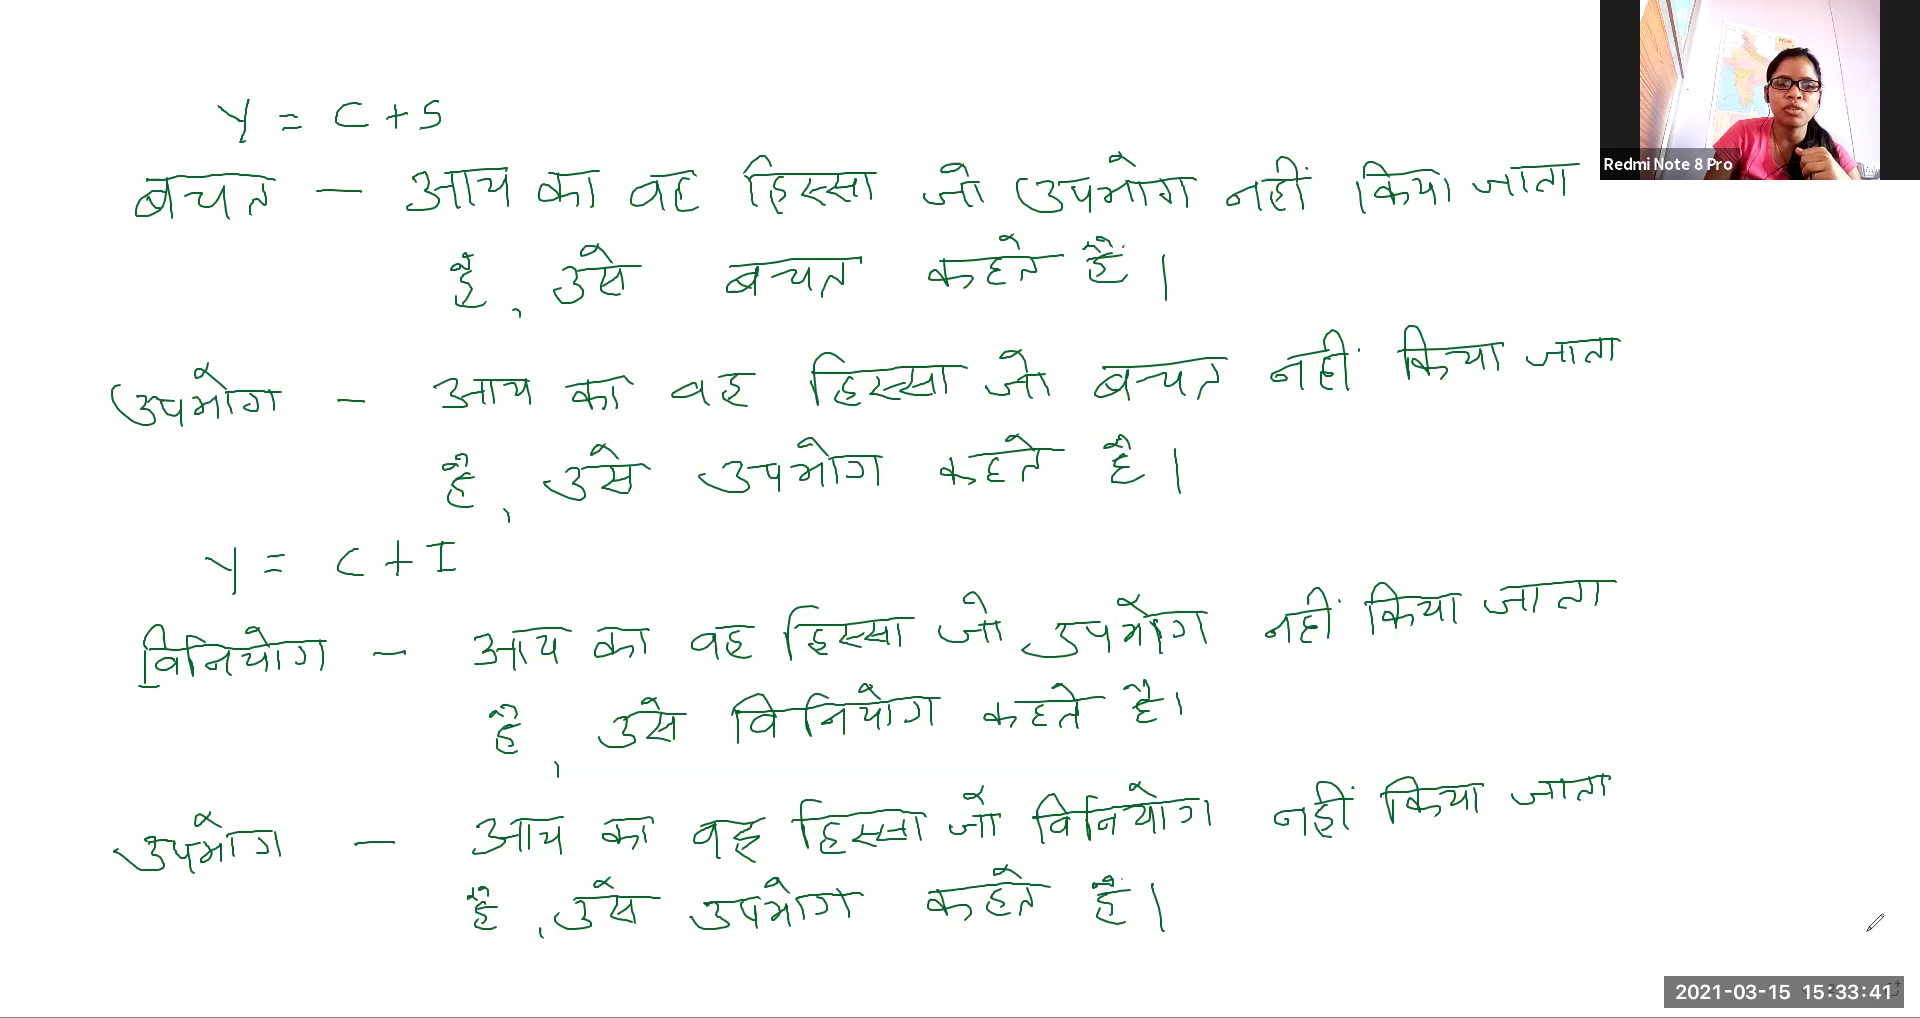 Y = C + S
Redmi Note 8 Pro
बचत – आय का वह हिस्सा जो उपभोग नहीं किया जाता
है, उसे बचत कहते हैं।
उपभोग – आय का वह हिस्सा जो बचत नहीं किया जाता
है, उसे उपभोग कहते है।
Y = C + I
विनियोग – आय का वह हिस्सा जो उपभोग नहीं किया जाता
है, उसे विनियोग कहते है।
उपभोग – आय का वह हिस्सा जो विनियोग नहीं किया जाता
है, उसे उपभोग कहते हैं।
2021-03-15 15:33:41